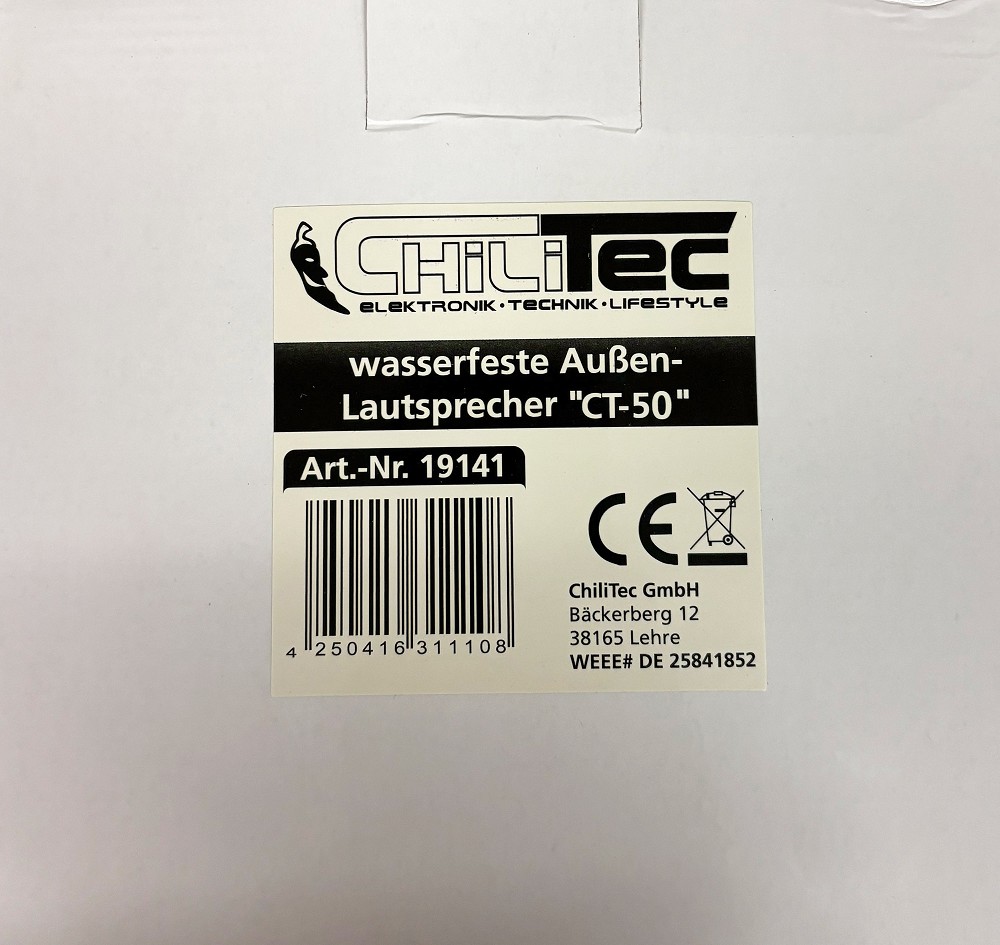 CHiLiTec
ELEKTRONIK · TECHNIK · LIFESTYLE
wasserfeste Außen-
Lautsprecher "CT-50"
Art.-Nr. 19141
4 250416 311108
CE
ChiliTec GmbH
Bäckerberg 12
38165 Lehre
WEEE# DE 25841852